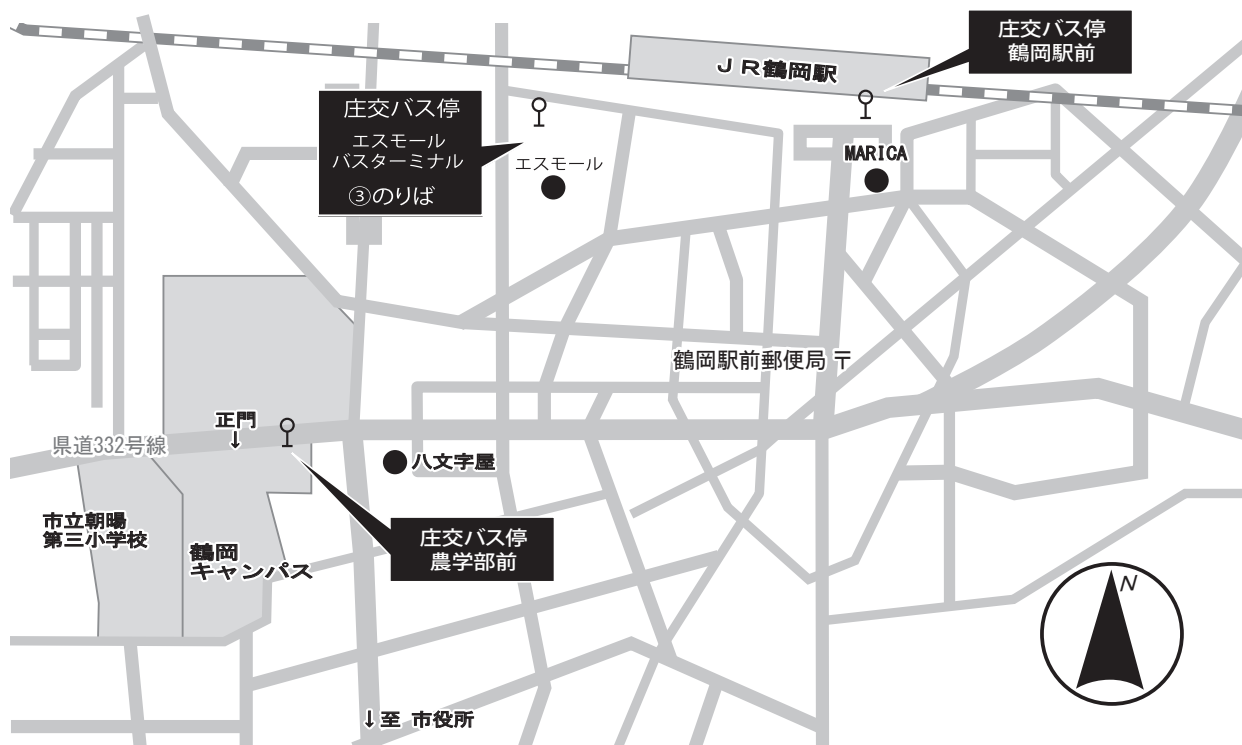 庄交バス停
鶴岡駅前
ＪＲ鶴岡駅
庄交バス停
エスモール
バスターミナル
③のりば
エスモール
MARICA
鶴岡駅前郵便局 〒
正門
↓
県道332号線
八文字屋
市立朝暘
第三小学校
鶴岡
キャンパス
庄交バス停
農学部前
N
↓至 市役所